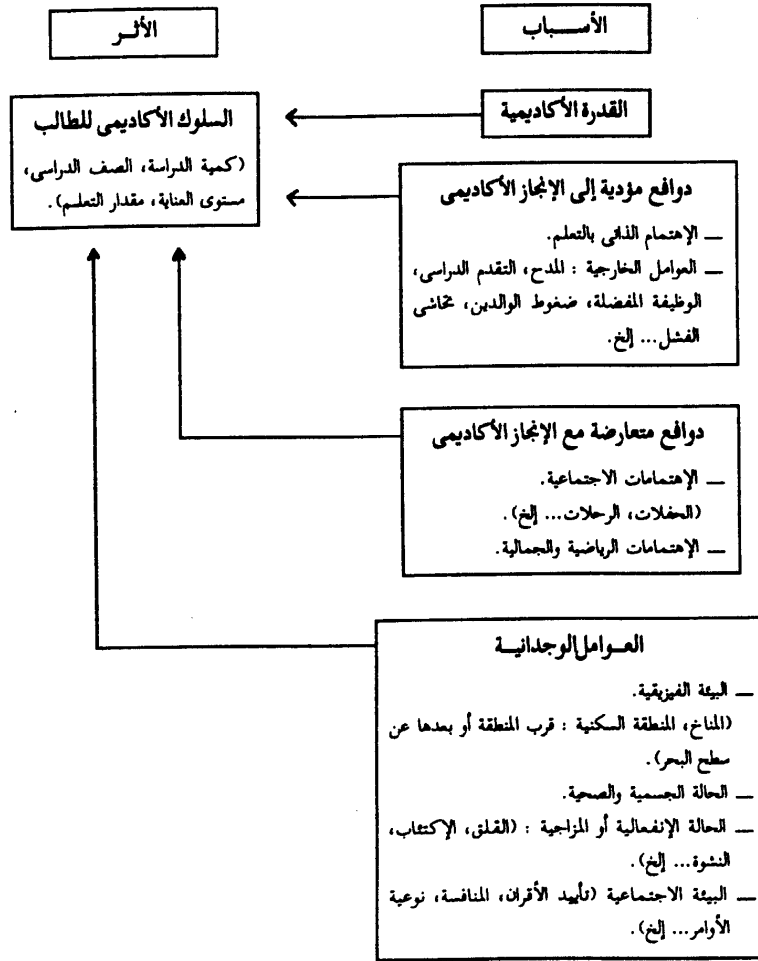 الأســـباب
الأثــر
القدرة الأكاديمية
السلوك الأكاديمى للطالب
(كمية الدراسة، الصف الدراسى،
مستوى العناية، مقدار التعلم).
دوافع مؤدية إلى الإنجاز الأكاديمى
— الإهتمام الذاتى بالتعلم.
— العوامل الخارجية : المدح، التقدم الدراسى،
الوظيفة المفضلة، ضغوط الوالدين، تحاشى
الفشل... إلخ.
دوافع متعارضة مع الإنجاز الأكاديمى
— الإهتمامات الاجتماعية.
(الحفلات، الرحلات... إلخ).
— الإهتمامات الرياضية والجمالية.
العــوامل الوجدانيــة
— البيئة الفيزيقية.
(المناخ، المنطقة السكنية : قرب المنطقة أو بعدها عن
سطح البحر).
— الحالة الجسمية والصحية.
— الحالة الإنفعالية أو المزاجية : (القلق، الإكتئاب،
النشوة... إلخ).
— البيئة الاجتماعية (تأييد الأقران، المنافسة، نوعية
الأوامر... إلخ).